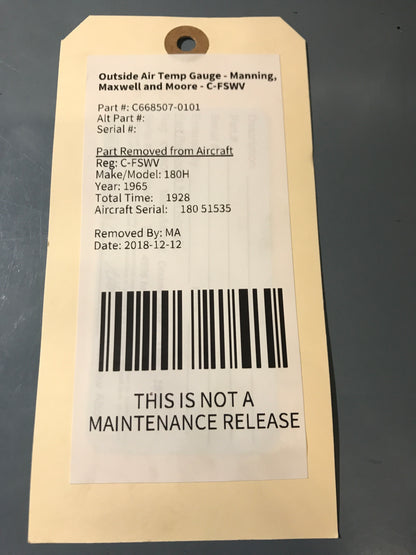 Outside Air Temp Gauge - Manning,
Maxwell and Moore - C-FSWV
Part #: C668507-0101
Alt Part #:
Serial #:
Part Removed from Aircraft
Reg: C-FSWV
Make/Model: 180H
Year: 1965
Total Time: 1928
Aircraft Serial: 180 51535
Removed By: MA
Date: 2018-12-12
THIS IS NOT A
MAINTENANCE RELEASE